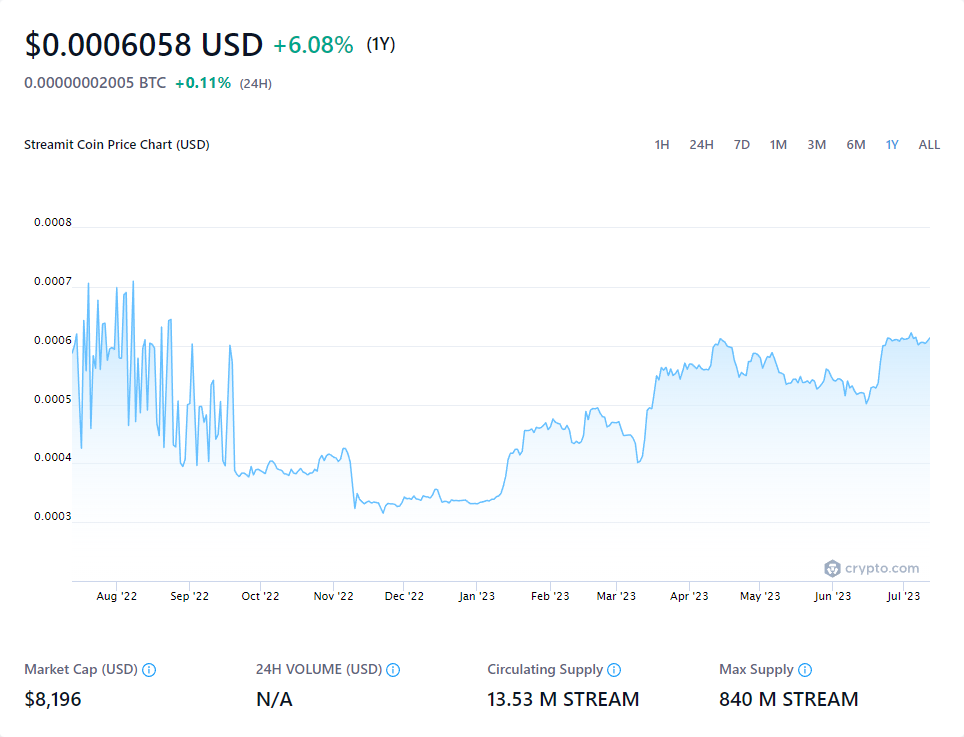 $0.0006058 USD +6.08% (1Y)
0.00000002005 BTC +0.11% (24H)
Streamit Coin Price Chart (USD)
1H 24H 7D 1M 3M 6M 1Y ALL
0.0008
0.0007
0.0006
0.0005
0.0004
0.0003
crypto.com
Aug '22 Sep '22 Oct '22 Nov '22 Dec '22 Jan '23 Feb '23 Mar '23 Apr '23 May '23 Jun '23 Jul '23
Market Cap (USD) 24H VOLUME (USD) Circulating Supply Max Supply
$8,196 N/A 13.53 M STREAM 840 M STREAM